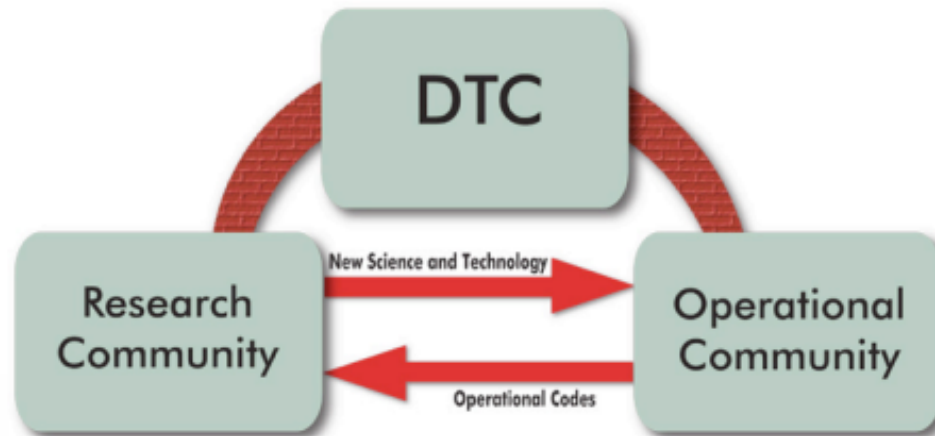 DTC
New Science and Technology
Research
Community
Operational
Community
Operational Codes